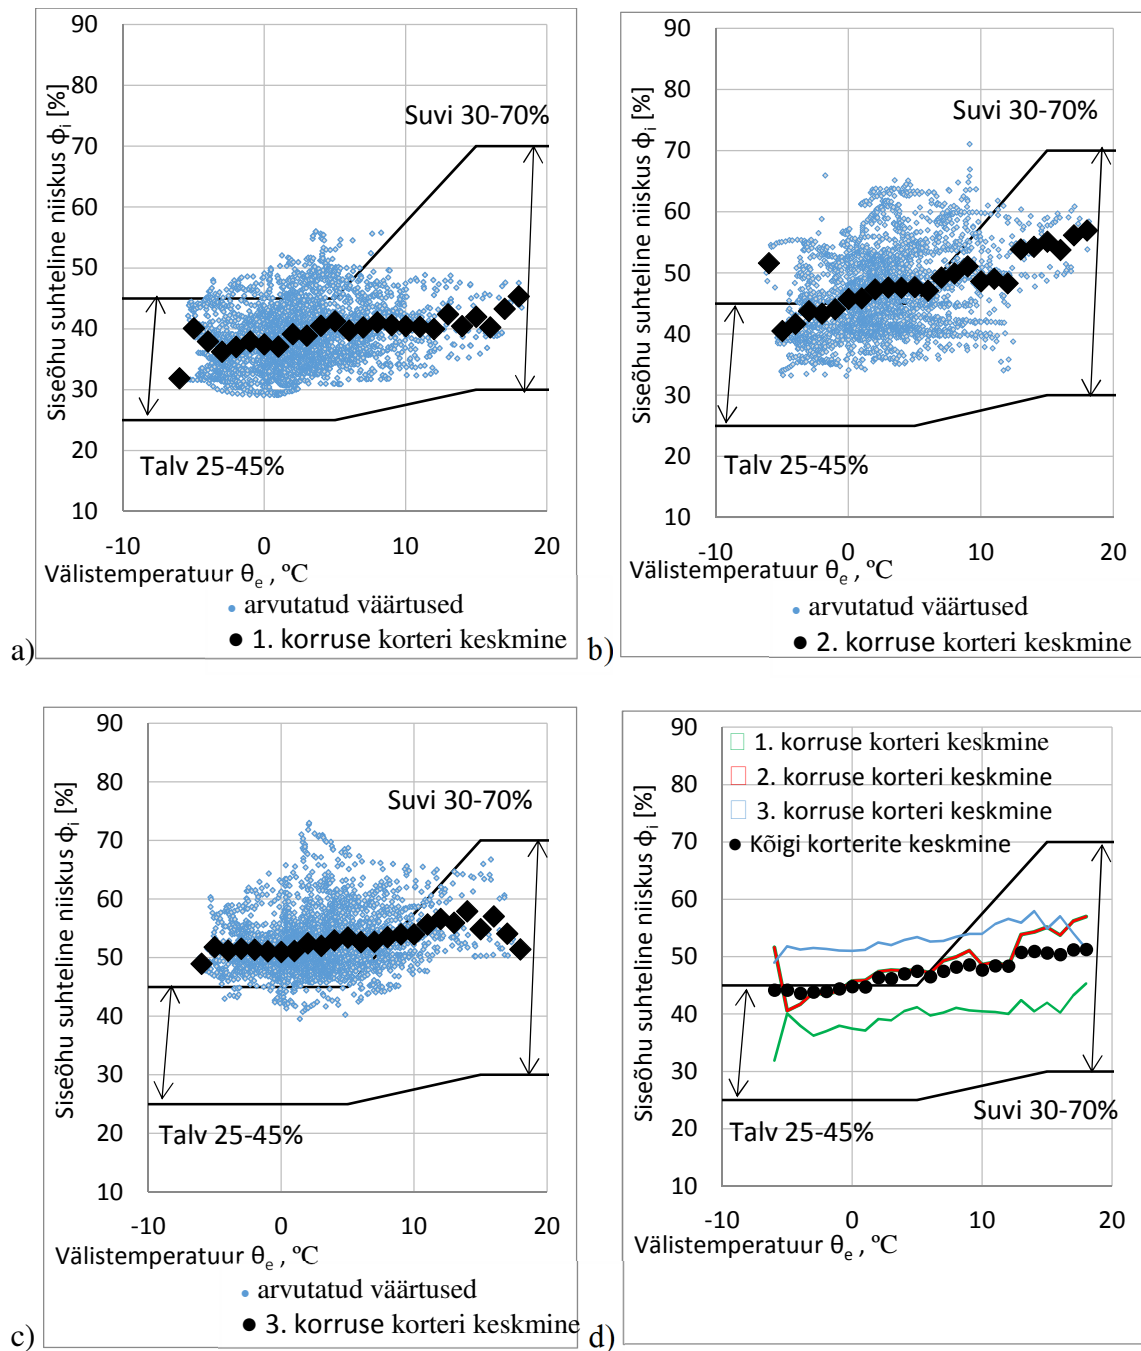 90
80
70
60
50
40
30
20
10
-10
0
10
20
Siseõhu suhteline niiskus ϕi [%]
Suvi 30-70%
Talv 25-45%
Välistemperatuur θe , ºC
arvutatud väärtused
1. korruse korteri keskmine
a)
90
80
70
60
50
40
30
20
10
-10
0
10
20
Siseõhu suhteline niiskus ϕi [%]
Suvi 30-70%
Talv 25-45%
Välistemperatuur θe , ºC
arvutatud väärtused
2. korruse korteri keskmine
b)
90
80
70
60
50
40
30
20
10
-10
0
10
20
Siseõhu suhteline niiskus ϕi [%]
Suvi 30-70%
Talv 25-45%
Välistemperatuur θe , ºC
arvutatud väärtused
3. korruse korteri keskmine
c)
90
80
70
60
50
40
30
20
10
-10
0
10
20
Siseõhu suhteline niiskus ϕi [%]
1. korruse korteri keskmine
2. korruse korteri keskmine
3. korruse korteri keskmine
Kõigi korterite keskmine
Suvi 30-70%
Talv 25-45%
Välistemperatuur θe , ºC
d)